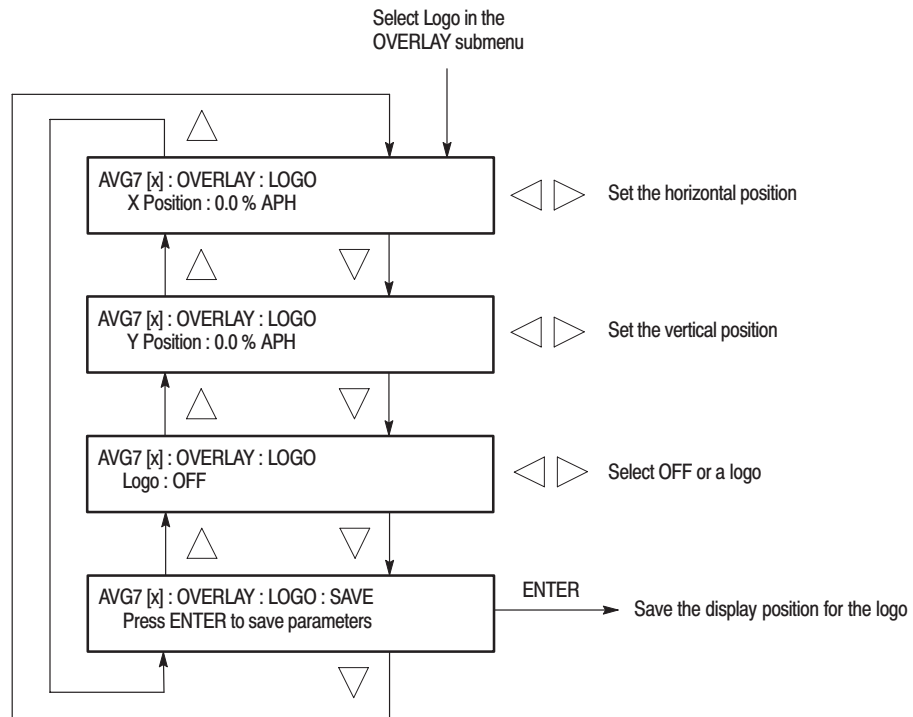 Select Logo in the
OVERLAY submenu
AVG7 [x] : OVERLAY : LOGO
X Position : 0.0 % APH
Set the horizontal position
AVG7 [x] : OVERLAY : LOGO
Y Position : 0.0 % APH
Set the vertical position
AVG7 [x] : OVERLAY : LOGO
Logo : OFF
Select OFF or a logo
AVG7 [x] : OVERLAY : LOGO : SAVE
Press ENTER to save parameters
ENTER
Save the display position for the logo